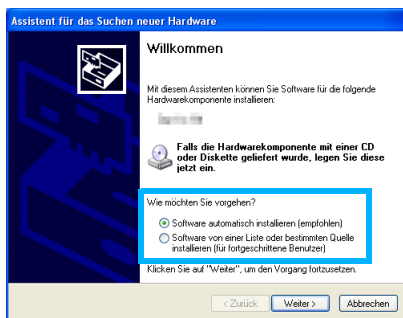 Assistent für das Suchen neuer Hardware
Willkommen
Mit diesem Assistenten können Sie Software für die folgende
Hardwarekomponente installieren:
Falls die Hardwarekomponente mit einer CD
oder Diskette geliefert wurde, legen Sie diese
jetzt ein.
Wie möchten Sie vorgehen?
Software automatisch installieren (empfohlen)
Software von einer Liste oder bestimmten Quelle
installieren (für fortgeschrittene Benutzer)
Klicken Sie auf "Weiter", um den Vorgang fortzusetzen.
< Zurück Weiter > Abbrechen